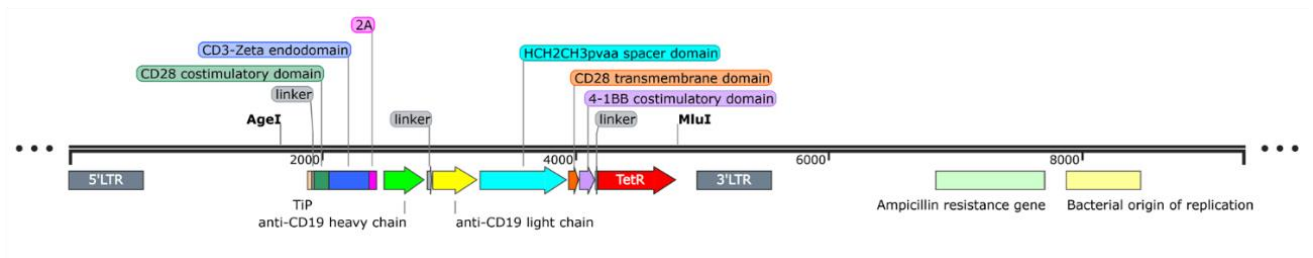 2A
CD3-Zeta endodomain
HCH2CH3pvaa spacer domain
CD28 costimulatory domain
CD28 transmembrane domain
linker
4-1BB costimulatory domain
AgeI
linker
linker
MluI
2000
4000
6000
8000
5'LTR
TetR
3'LTR
TiP
anti-CD19 heavy chain
anti-CD19 light chain
Ampicillin resistance gene
Bacterial origin of replication